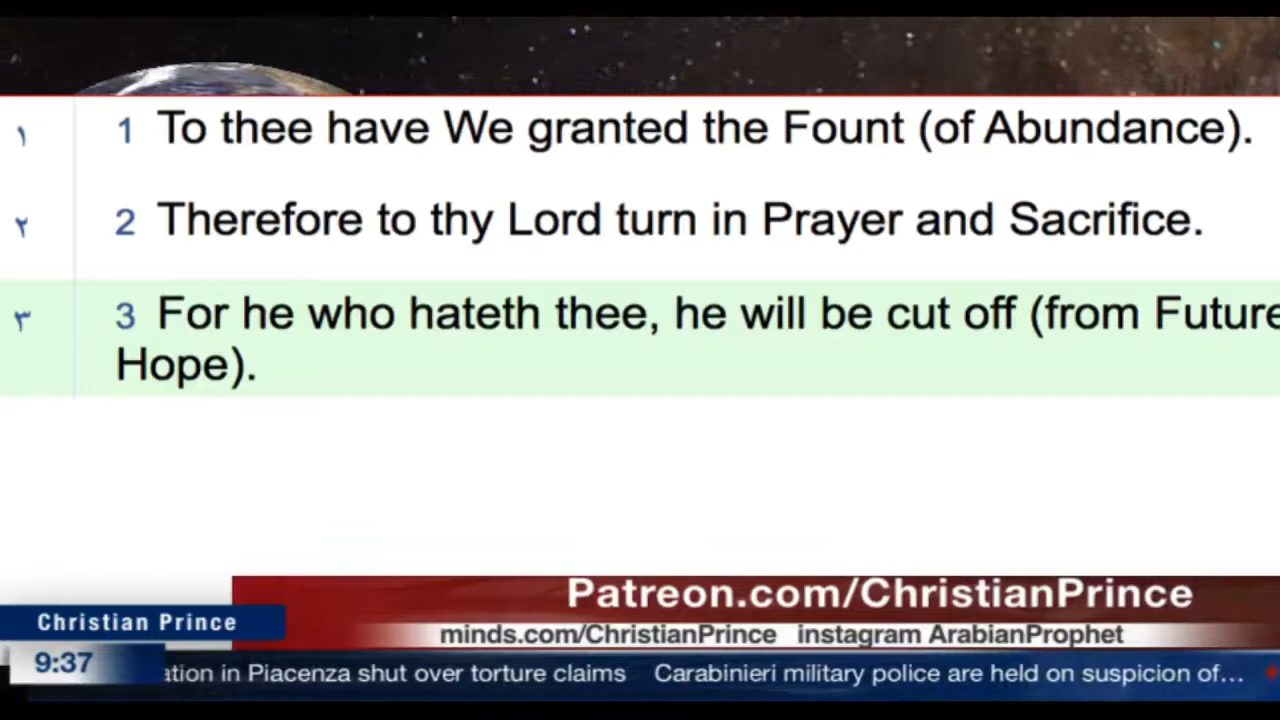 ١ 1 To thee have We granted the Fount (of Abundance).
٢ 2 Therefore to thy Lord turn in Prayer and Sacrifice.
٣ 3 For he who hateth thee, he will be cut off (from Future
Hope).
Patreon.com/ChristianPrince
Christian Prince
minds.com/ChristianPrince instagram ArabianProphet
9:37
ation in Piacenza shut over torture claims Carabinieri military police are held on suspicion of...